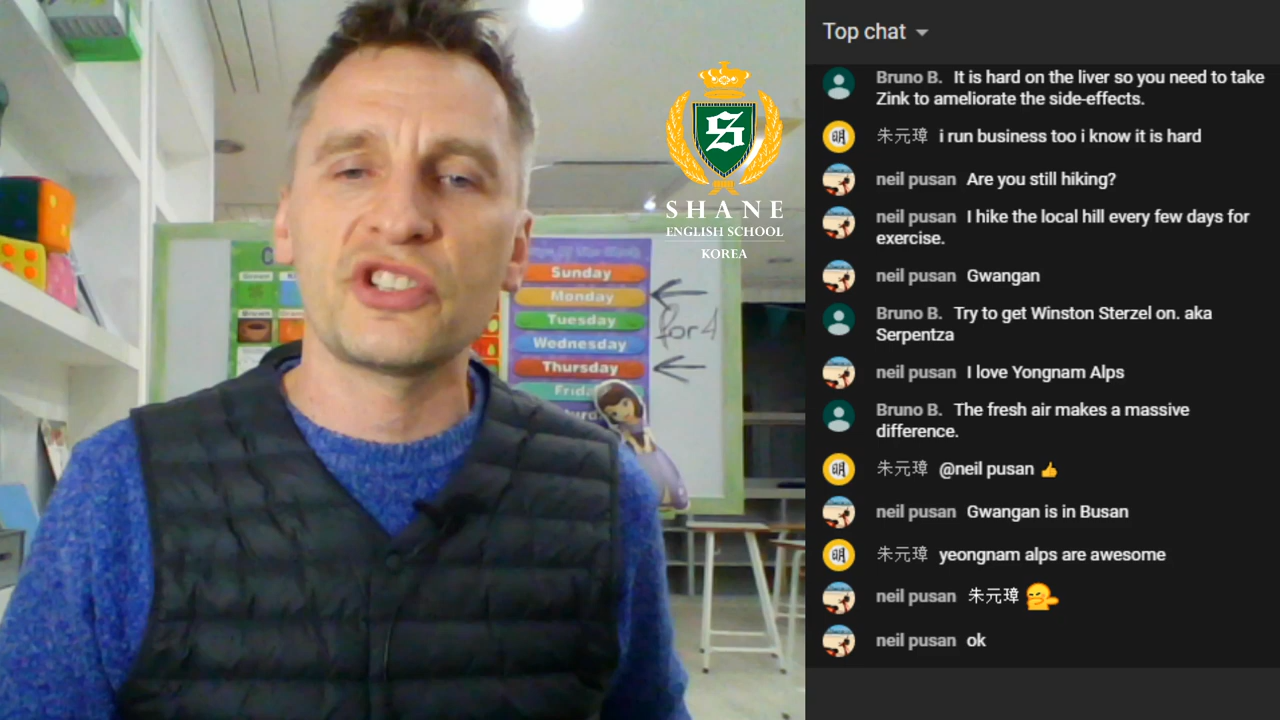 S
SHANE
ENGLISH SCHOOL
KOREA
Sunday
Monday
Tuesday
Wednesday
Thursday
for 4
Top chat
Bruno B. It is hard on the liver so you need to take
Zink to ameliorate the side-effects.
朱元璋 i run business too i know it is hard
neil pusan Are you still hiking?
neil pusan I hike the local hill every few days for
exercise.
neil pusan Gwangan
Bruno B. Try to get Winston Sterzel on. aka
Serpentza
neil pusan I love Yongnam Alps
Bruno B. The fresh air makes a massive
difference.
朱元璋 @neil pusan 👍
neil pusan Gwangan is in Busan
朱元璋 yeongnam alps are awesome
neil pusan 朱元璋
neil pusan ok
明